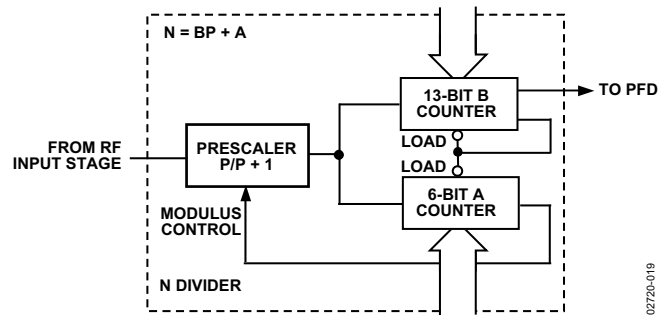 N = BP + A
13-BIT B
COUNTER
TO PFD
FROM RF
INPUT STAGE
PRESCALER
P/P + 1
LOAD
LOAD
6-BIT A
COUNTER
MODULUS
CONTROL
N DIVIDER
02720-019